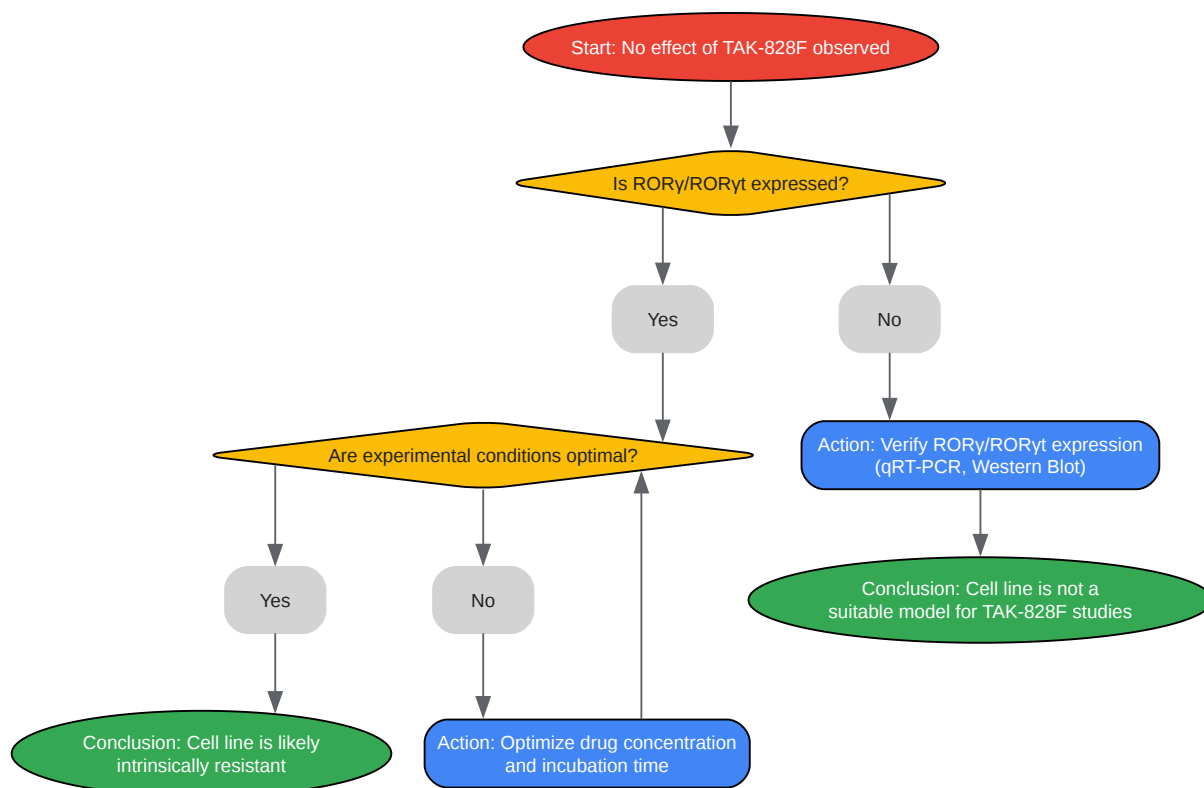 Start: No effect of TAK-828F observed
Is RORγ/RORγt expressed?
Yes
No
Are experimental conditions optimal?
Action: Verify RORγ/RORγt expression
(qRT-PCR, Western Blot)
Yes
No
Conclusion: Cell line is not a
suitable model for TAK-828F studies
Conclusion: Cell line is likely
intrinsically resistant
Action: Optimize drug concentration
and incubation time